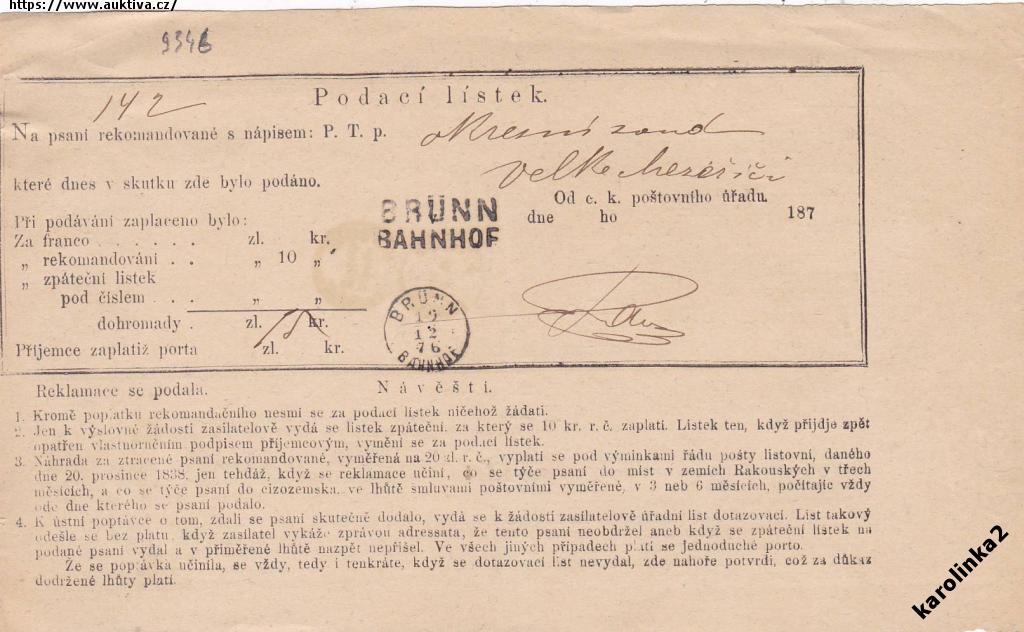 https://www.auktiva.cz/
9346
142
Podací lístek.
Na psaní rekomandované s nápisem: P. T. p.
velke
které dnes v skutku zde bylo podáno.
Od c. k. poštovního úřadu.
BRÜNN
BAHNHOF
dne ho 187
Při podávání zaplaceno bylo:
Za franco . . . . . . zl. kr.
„ rekomandování . . „ 10 „
„ zpáteční lístek
pod číslem . . . „ „
BRÜNN
12
76
BAHNHOF
dohromady . zl. kr.
Příjemce zaplatiž porta zl. kr.
Reklamace se podala.
Návěští.
1. Kromě poplatku rekomandačního nesmí se za podací lístek ničehož žádati.
2. Jen k výslovné žádosti zasílatelově vydá se lístek zpáteční, za který se 10 kr. r. č. zaplatí. Lístek ten, když přijdje zpět
opatřen vlastnoručním podpisem příjemcovým, vymění se za podací lístek.
3. Náhrada za ztracené psaní rekomandované, vyměřená na 20 zl. r. č., vyplatí se pod výminkami řádu pošty listovní, daného
dne 20. prosince 1838. jen tehdáž, když se reklamace učiní, co se týče psaní do míst v zemích Rakouských v třech
měsících, a co se týče psaní do cizozemska, ve lhůtě smluvami poštovními vyměřené, v 3 neb 6 měsících, počítajíc vždy
ode dne kterého se psaní podalo.
4. K ústní poptávce o tom, zdali se psaní skutečně dodalo, vydá se k žádosti zasílatelově úřadní list dotazovací. List takový
odešle se bez platu, když zasílatel vykáže zprávou adressata, že tento psaní neobdržel aneb když se zpáteční lístek na
podané psaní vydal a v přiměřené lhůtě nazpět nepřišel. Ve všech jiných případech platí se jednoduché porto.
Že se poptávka učinila, se vždy, tedy i tenkráte, když se dotazovací list nevydal, zde nahoře potvrdí, což za důkaz
dodržené lhůty platí.
karolinka2